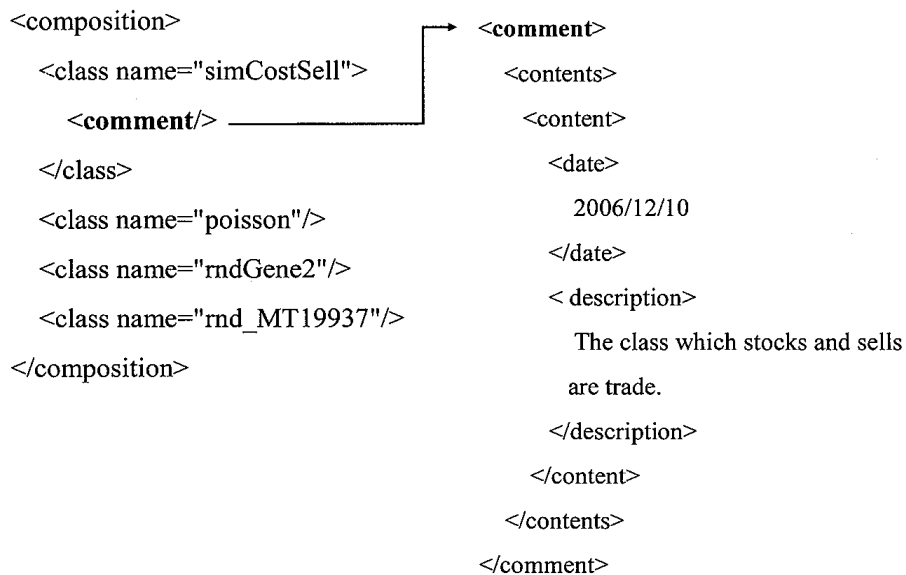 <composition>
<class name="simCostSell">
<comment/>
</class>
<class name="poisson"/>
<class name="rndGene2"/>
<class name="rnd_MT19937"/>
</composition>
<comment>
<contents>
<content>
<date>
2006/12/10
</date>
< description>
The class which stocks and sells
are trade.
</description>
</content>
</contents>
</comment>